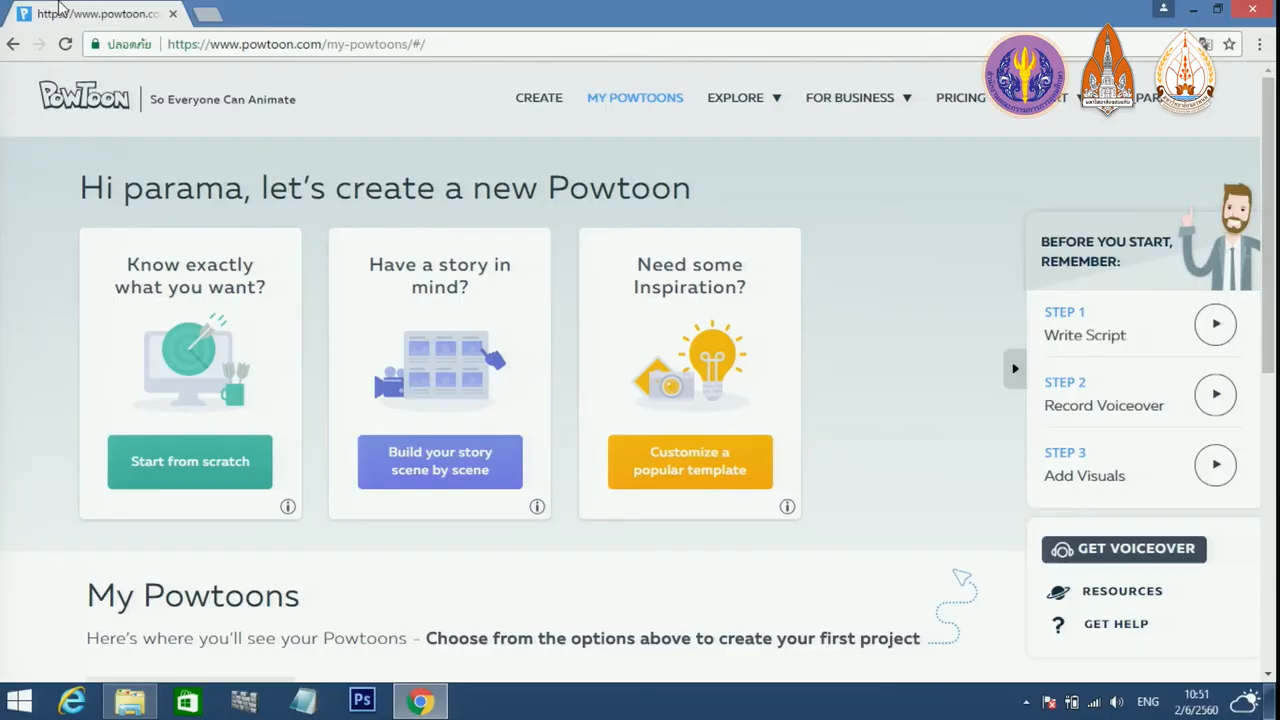 https://www.powtoon.co
ปลอดภัย
https://www.powtoon.com/my-powtoons/#/
POWTOON
So Everyone Can Animate
CREATE
MY POWTOONS
EXPLORE
FOR BUSINESS
PRICING
Hi parama, let's create a new Powtoon
Know exactly
what you want?
Start from scratch
Have a story in
mind?
Build your story
scene by scene
Need some
Inspiration?
Customize a
popular template
BEFORE YOU START,
REMEMBER:
STEP 1
Write Script
STEP 2
Record Voiceover
STEP 3
Add Visuals
GET VOICEOVER
RESOURCES
? GET HELP
My Powtoons
Here's where you'll see your Powtoons - Choose from the options above to create your first project
Ps
ENG
10:51
2/6/2560